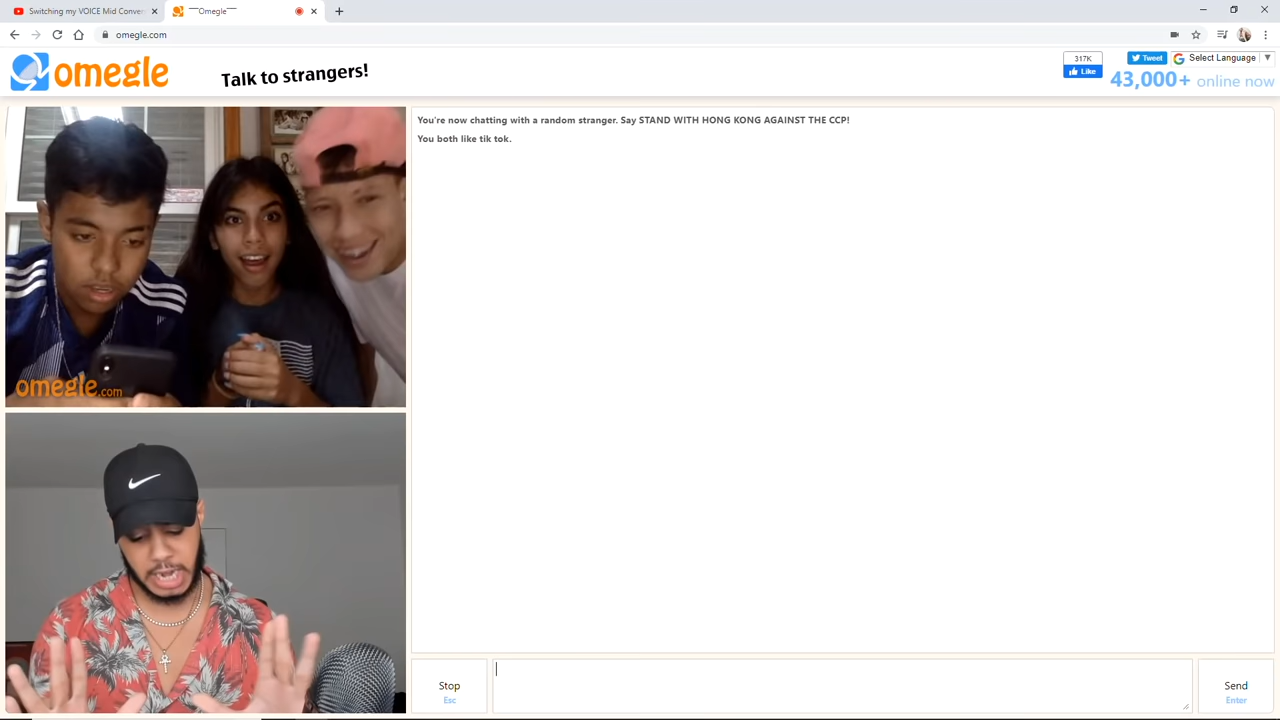 Switching my VOICE Mid Conver
Omegle
omegle.com
omegle
Talk to strangers!
317K
Like
Tweet
Select Language
43,000+ online now
You're now chatting with a random stranger. Say STAND WITH HONG KONG AGAINST THE CCP!
You both like tik tok.
omegle.com
Stop
Esc
Send
Enter